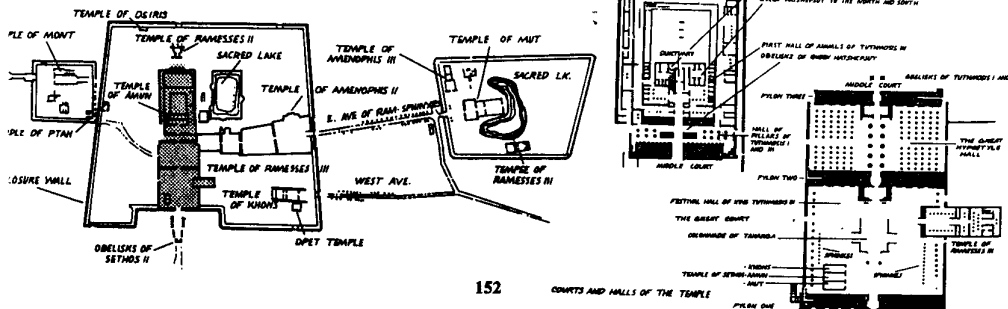 TEMPLE OF OSIRIS
TEMPLE OF RAMESSES II
PLE OF MONT
SACRED LAKE
TEMPLE OF AMUN
TEMPLE OF AMENOPHIS II
PLE OF PTAH
OSURE WALL
TEMPLE OF RAMESSES III
TEMPLE OF KHONS
OPET TEMPLE
OBELISKS OF SETHOS II
TEMPLE OF AMENOPHIS III
TEMPLE OF MUT
SACRED LK.
E. AVE OF RAM-SPHINXES
WEST AVE.
TEMPLE OF RAMESSES III
152
SANCTUARY
FIRST HALL OF ANNALS OF TUTHMOSIS III
OBELISKS OF QUEEN HATSHEPSUT
HALL OF PILLARS OF TUTHMOSIS I AND III
MIDDLE COURT
OBELISKS OF TUTHMOSIS I AND
MIDDLE COURT
PYLON THREE
THE GREAT HYPOSTYLE HALL
PYLON TWO
FESTIVAL HALL OF KING TUTHMOSIS III
THE GREAT COURT
COLONNADE OF TAHARQA
TEMPLE OF RAMESSES III
SPHINXES
SPHINXES
KHONS
TEMPLE OF SETHOS-AMUN
MUT
COURTS AND HALLS OF THE TEMPLE
PYLON ONE